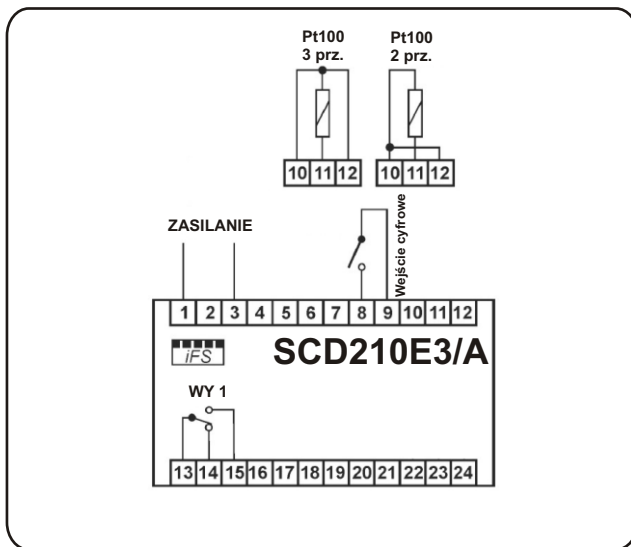 Pt100
3 prz.
Pt100
2 prz.
10 11 12
10 11 12
ZASILANIE
Wejście cyfrowe
1 2 3 4 5 6 7 8 9 10 11 12
iFS
SCD210E3/A
WY 1
13 14 15 16 17 18 19 20 21 22 23 24